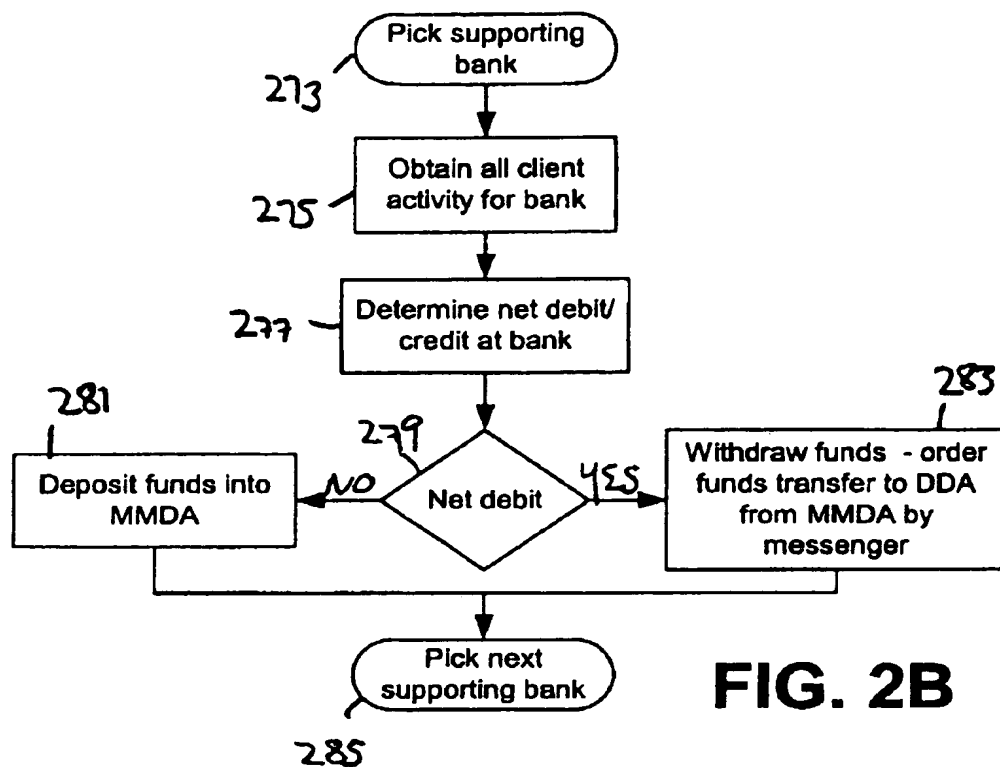 Pick supporting
bank
273
Obtain all client
activity for bank
275
Determine net debit/
credit at bank
277
279
Net debit
NO
YES
281
Deposit funds into
MMDA
283
Withdraw funds - order
funds transfer to DDA
from MMDA by
messenger
Pick next
supporting bank
285
FIG. 2B